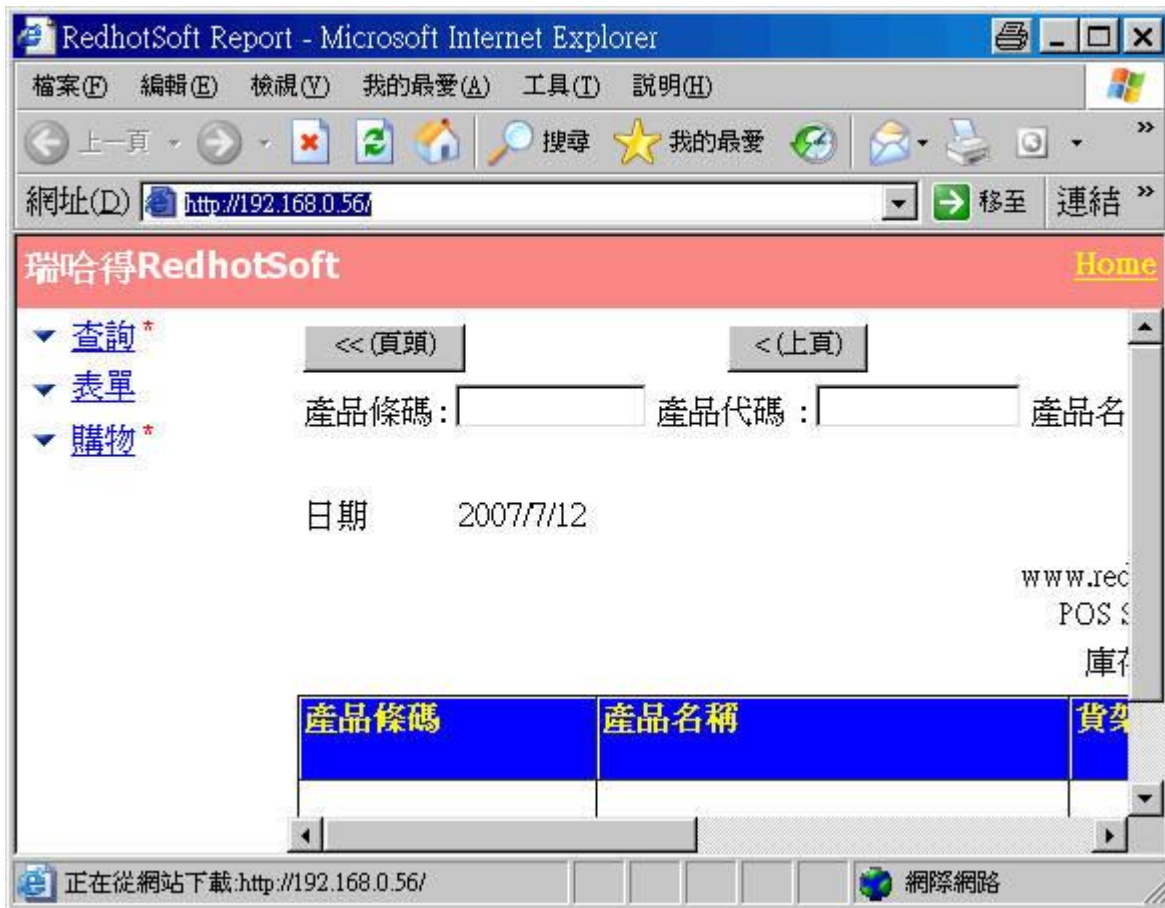 RedhotSoft Report - Microsoft Internet Explorer
檔案(F) 編輯(E) 檢視(V) 我的最愛(A) 工具(T) 說明(H)
上一頁 搜尋 我的最愛 »
網址(D) http://192.168.0.56/ 移至 連結 »
瑞哈得RedhotSoft Home
查詢*
表單
購物*
<< (頁頭) < (上頁)
產品條碼 : 產品代碼 : 產品名
日期 2007/7/12
www.red
POS S
庫存
產品條碼 產品名稱 貨架
正在從網站下載:http://192.168.0.56/ 網際網路